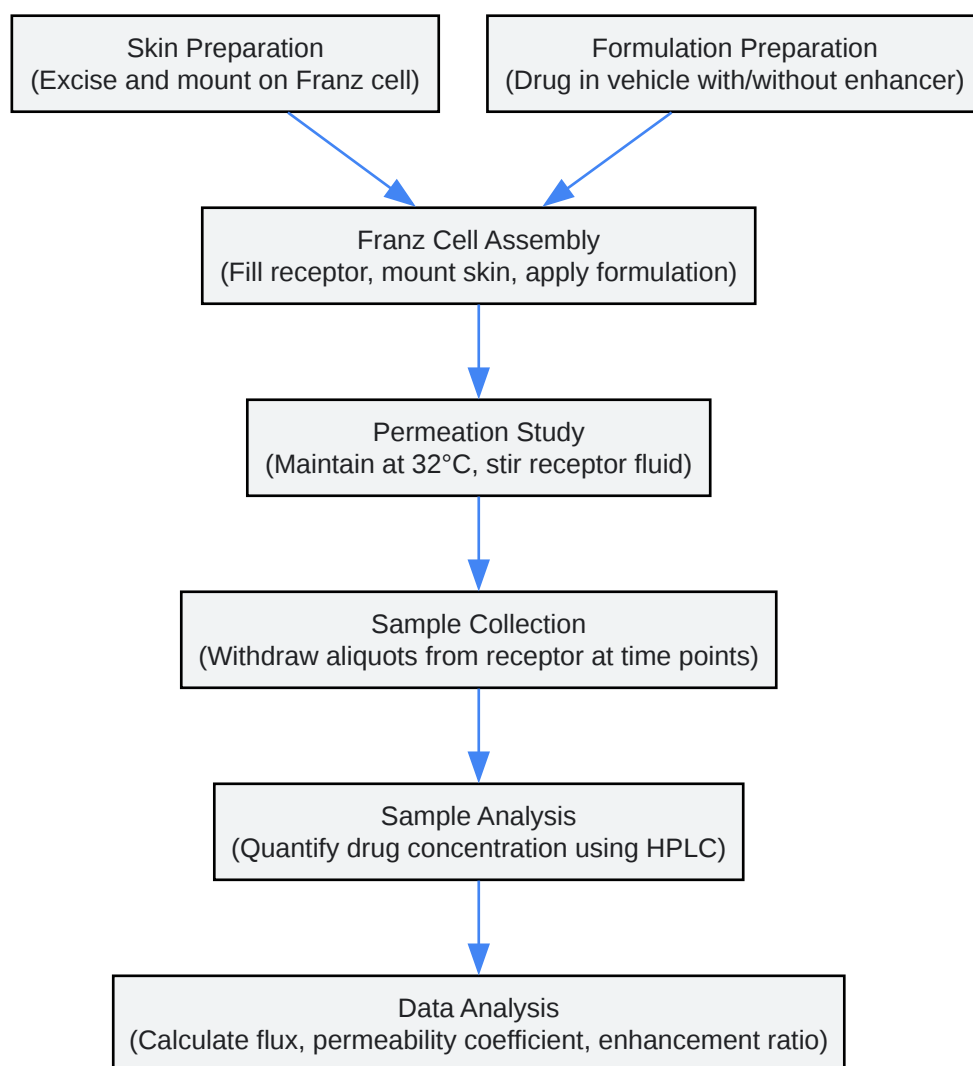 Skin Preparation
(Excise and mount on Franz cell)
Formulation Preparation
(Drug in vehicle with/without enhancer)
Franz Cell Assembly
(Fill receptor, mount skin, apply formulation)
Permeation Study
(Maintain at 32°C, stir receptor fluid)
Sample Collection
(Withdraw aliquots from receptor at time points)
Sample Analysis
(Quantify drug concentration using HPLC)
Data Analysis
(Calculate flux, permeability coefficient, enhancement ratio)